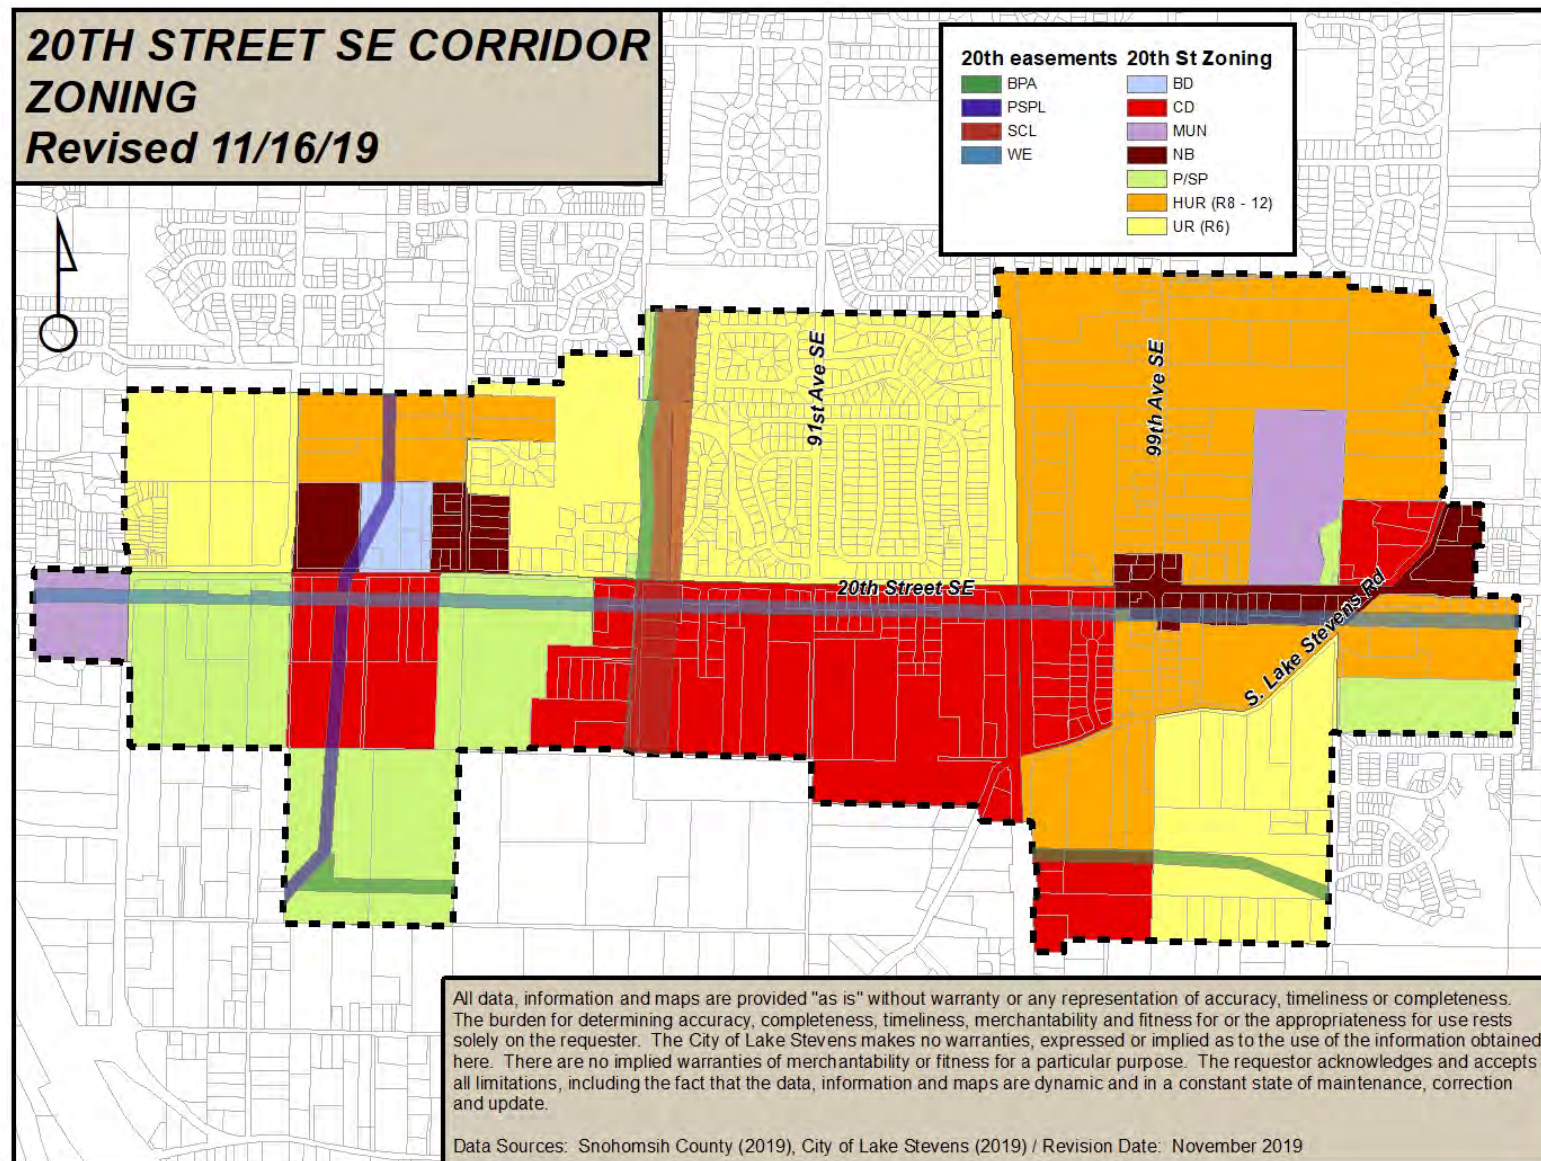 20TH STREET SE CORRIDOR
ZONING
Revised 11/16/19
20th easements
BPA
PSPL
SCL
WE
20th St Zoning
BD
CD
MUN
NB
P/SP
HUR (R8 - 12)
UR (R6)
91st Ave SE
99th Ave SE
20th Street SE
S. Lake Stevens Rd
All data, information and maps are provided "as is" without warranty or any representation of accuracy, timeliness or completeness.
The burden for determining accuracy, completeness, timeliness, merchantability and fitness for or the appropriateness for use rests
solely on the requester.  The City of Lake Stevens makes no warranties, expressed or implied as to the use of the information obtained
here.  There are no implied warranties of merchantability or fitness for a particular purpose.  The requestor acknowledges and accepts
all limitations, including the fact that the data, information and maps are dynamic and in a constant state of maintenance, correction
and update.
Data Sources:  Snohomsih County (2019), City of Lake Stevens (2019) / Revision Date:  November 2019